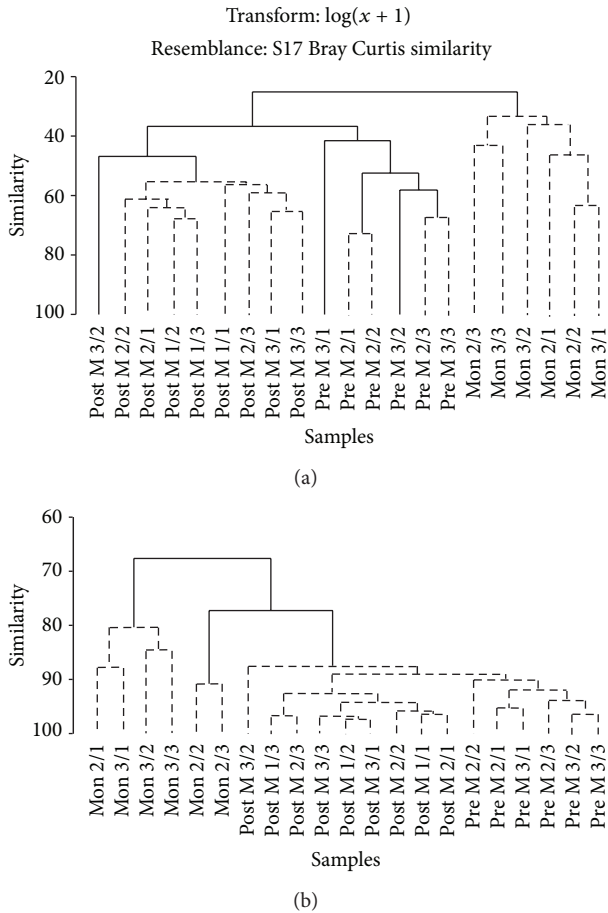 Transform: log(x + 1)
Resemblance: S17 Bray Curtis similarity
20
40
60
80
100
Similarity
Post M 3/2
Post M 2/2
Post M 2/1
Post M 1/2
Post M 1/3
Post M 1/1
Post M 2/3
Post M 3/1
Post M 3/3
Pre M 3/1
Pre M 2/1
Pre M 2/2
Pre M 3/2
Pre M 2/3
Pre M 3/3
Mon 2/3
Mon 3/3
Mon 3/2
Mon 2/1
Mon 2/2
Mon 3/1
Samples
(a)
60
70
80
90
100
Similarity
Mon 2/1
Mon 3/1
Mon 3/2
Mon 3/3
Mon 2/2
Mon 2/3
Post M 3/2
Post M 1/3
Post M 2/3
Post M 3/3
Post M 1/2
Post M 3/1
Post M 2/2
Post M 1/1
Post M 2/1
Pre M 2/2
Pre M 2/1
Pre M 3/1
Pre M 2/3
Pre M 3/2
Pre M 3/3
Samples
(b)